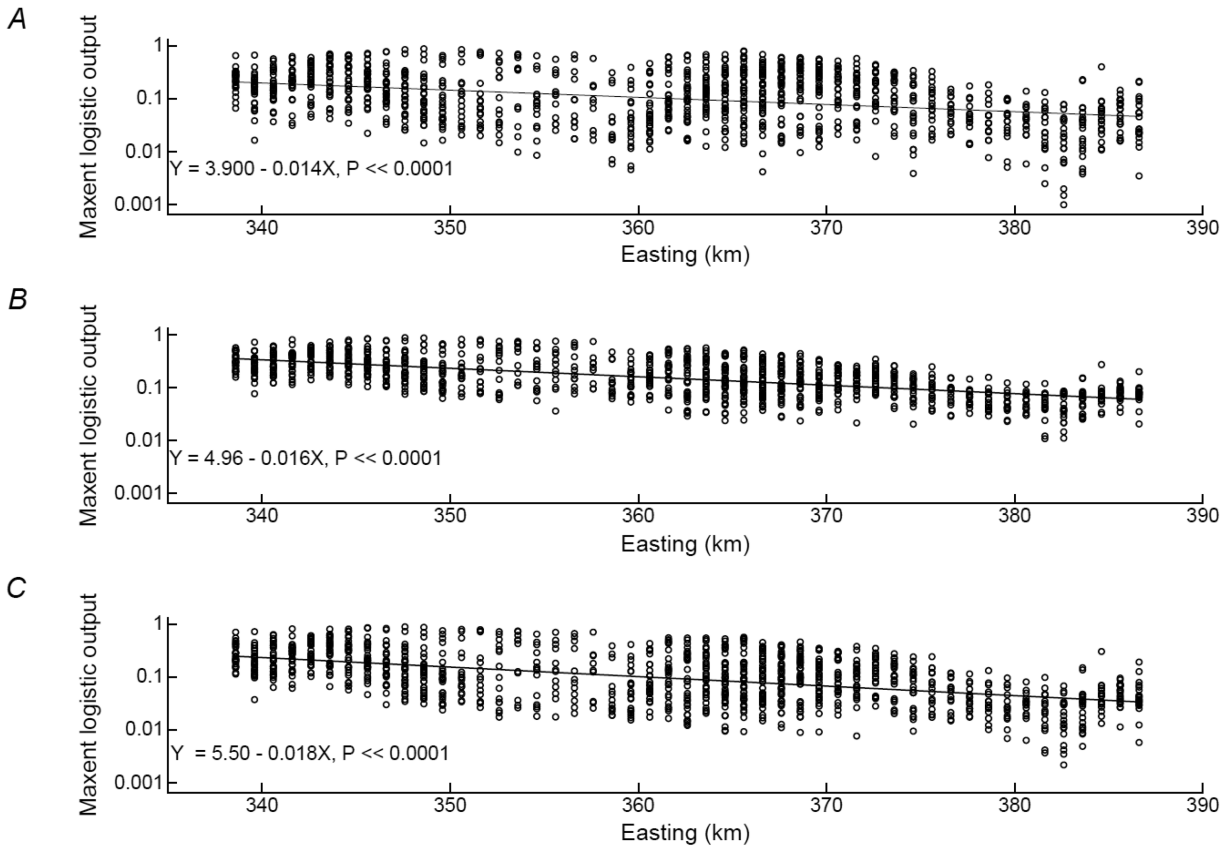 A
Maxent logistic output
1
0.1
0.01
0.001
Y = 3.900 - 0.014X, P << 0.0001
340 350 360 370 380 390
Easting (km)
B
Maxent logistic output
1
0.1
0.01
0.001
Y = 4.96 - 0.016X, P << 0.0001
340 350 360 370 380 390
Easting (km)
C
Maxent logistic output
1
0.1
0.01
0.001
Y = 5.50 - 0.018X, P << 0.0001
340 350 360 370 380 390
Easting (km)